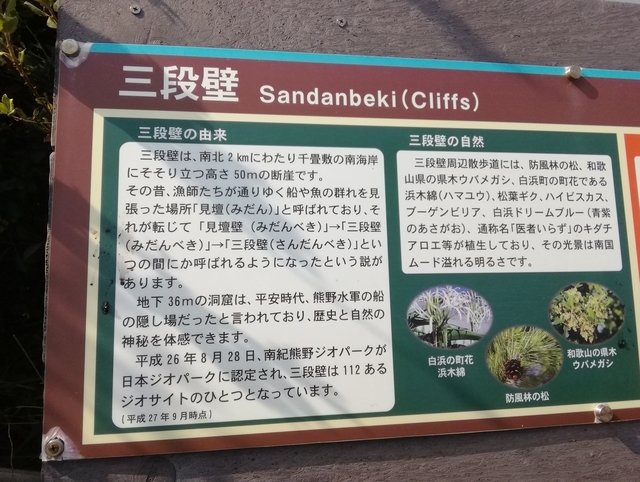 三段壁 Sandanbeki(Cliffs)
三段壁の由来
三段壁は、南北2kmにわたり千畳敷の南海岸
にそそり立つ高さ50mの断崖です。
その昔、漁師たちが通りゆく船や魚の群れを見
張った場所「見壇(みだん)」と呼ばれており、そ
れが転じて「見壇壁(みだんべき)」→「三段壁
(みだんべき)」→「三段壁(さんだんべき)」とい
つの間にか呼ばれるようになったという説が
あります。
地下36mの洞窟は、平安時代、熊野水軍の船
の隠し場だったと言われており、歴史と自然の
神秘を体感できます。
平成26年8月28日、南紀熊野ジオパークが
日本ジオパークに認定され、三段壁は112ある
ジオサイトのひとつとなっています。
(平成27年9月時点)
三段壁の自然
三段壁周辺散歩道には、防風林の松、和歌
山県の県木ウバメガシ、白浜町の町花である
浜木綿(ハマユウ)、松葉ギク、ハイビスカス、
ブーゲンビリア、白浜ドリームブルー(青紫
のあさがお)、通称名「医者いらず」のキダチ
アロエ等が植生しており、その光景は南国
ムード溢れる明るさです。
白浜の町花
浜木綿
防風林の松
和歌山の県木
ウバメガシ